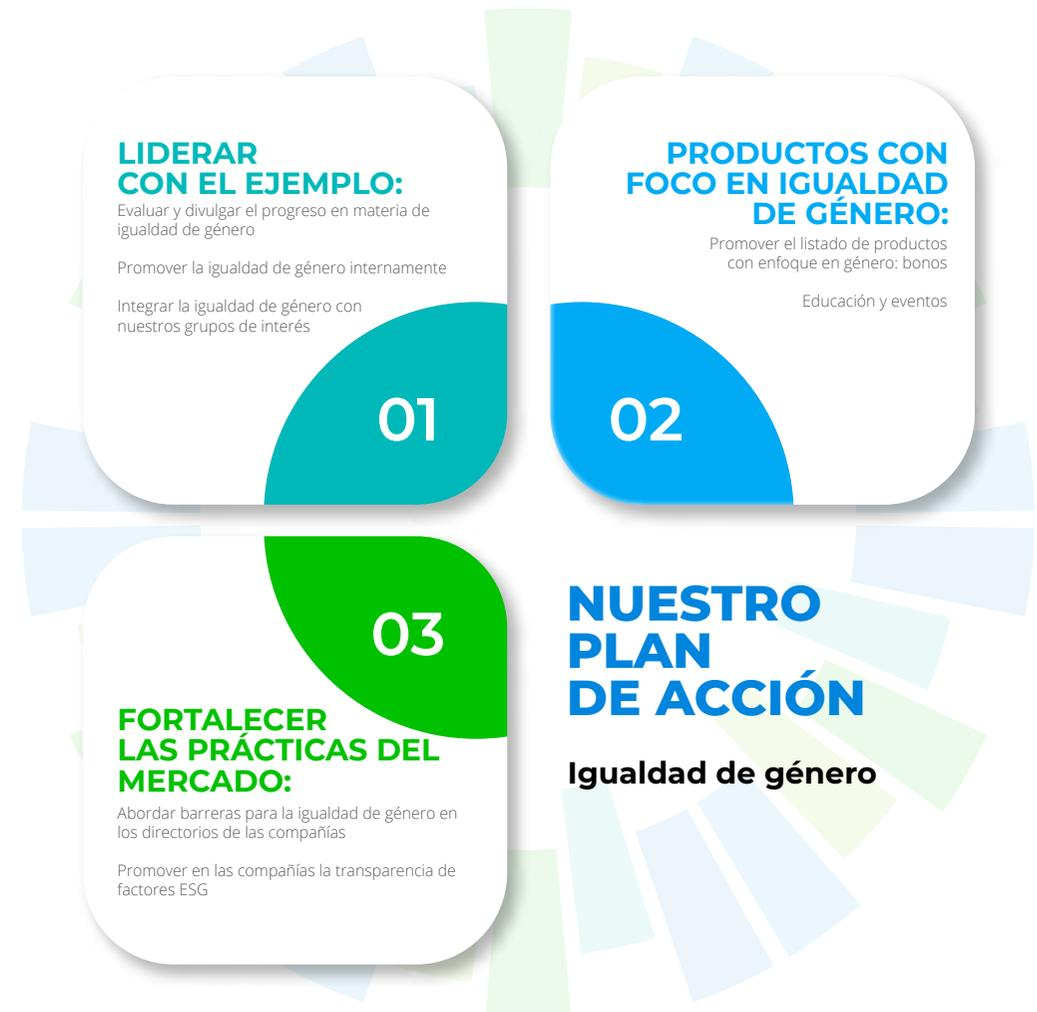 LIDERAR
CON EL EJEMPLO:
Evaluar y divulgar el progreso en materia de
igualdad de género
Promover la igualdad de género internamente
Integrar la igualdad de género con
nuestros grupos de interés
01
PRODUCTOS CON
FOCO EN IGUALDAD
DE GÉNERO:
Promover el listado de productos
con enfoque en género: bonos
Educación y eventos
02
03
FORTALECER
LAS PRÁCTICAS DEL
MERCADO:
Abordar barreras para la igualdad de género en
los directorios de las compañías
Promover en las compañías la transparencia de
factores ESG
NUESTRO
PLAN
DE ACCIÓN
Igualdad de género